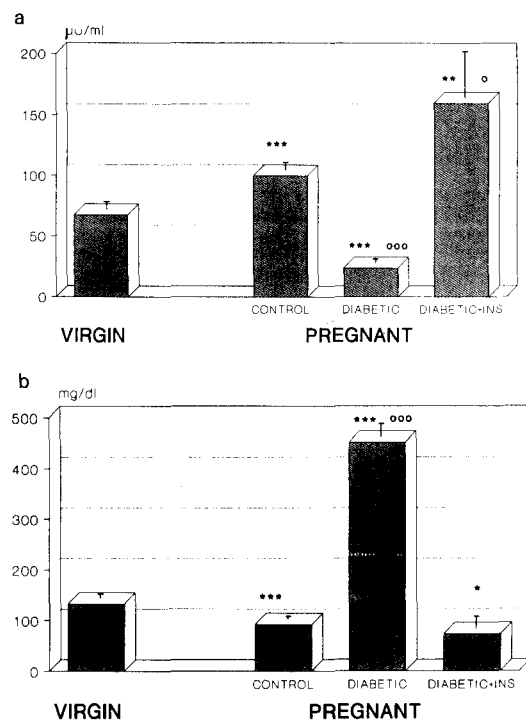 a
µU/ml
200
150
100
50
0
** o
***
*** ooo
CONTROL DIABETIC DIABETIC+INS
VIRGIN PREGNANT
b
mg/dl
500
400
300
200
100
0
*** ooo
***
*
CONTROL DIABETIC DIABETIC+INS
VIRGIN PREGNANT